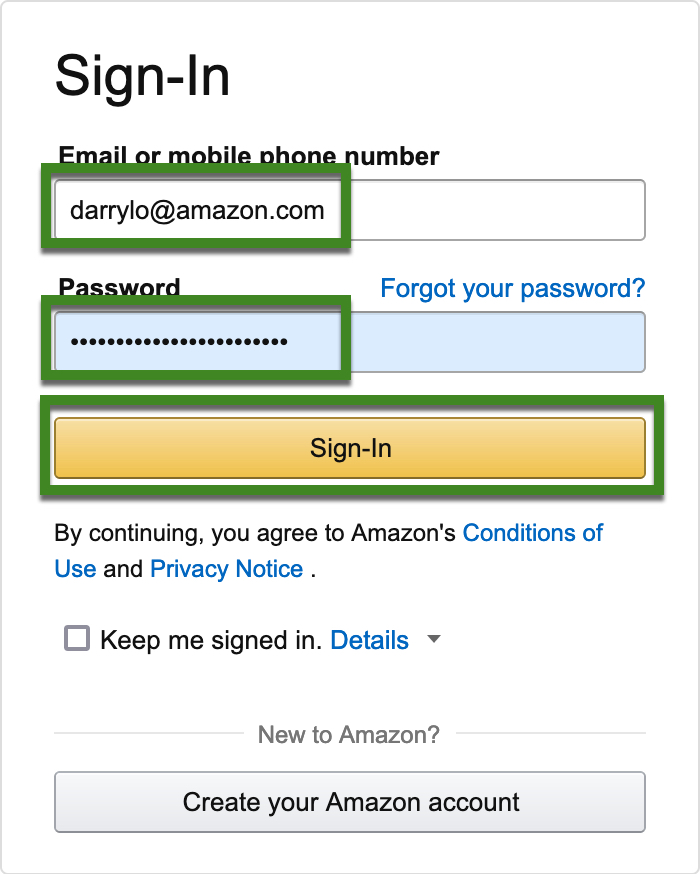 Sign-In
Email or mobile phone number
darrylo@amazon.com
Password Forgot your password?
••••••••••••••••••••••••
Sign-In
By continuing, you agree to Amazon's Conditions of
Use and Privacy Notice .
Keep me signed in. Details
New to Amazon?
Create your Amazon account